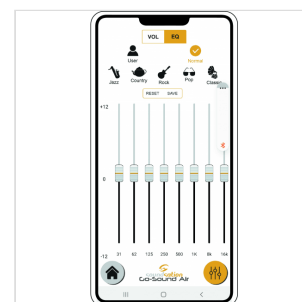 VOL EQ
User Normal
Jazz Country Rock Pop Classic
RESET SAVE
+12
0
-12 31 62 125 250 500 1K 8k 16k
soundsation
Go-Sound Air